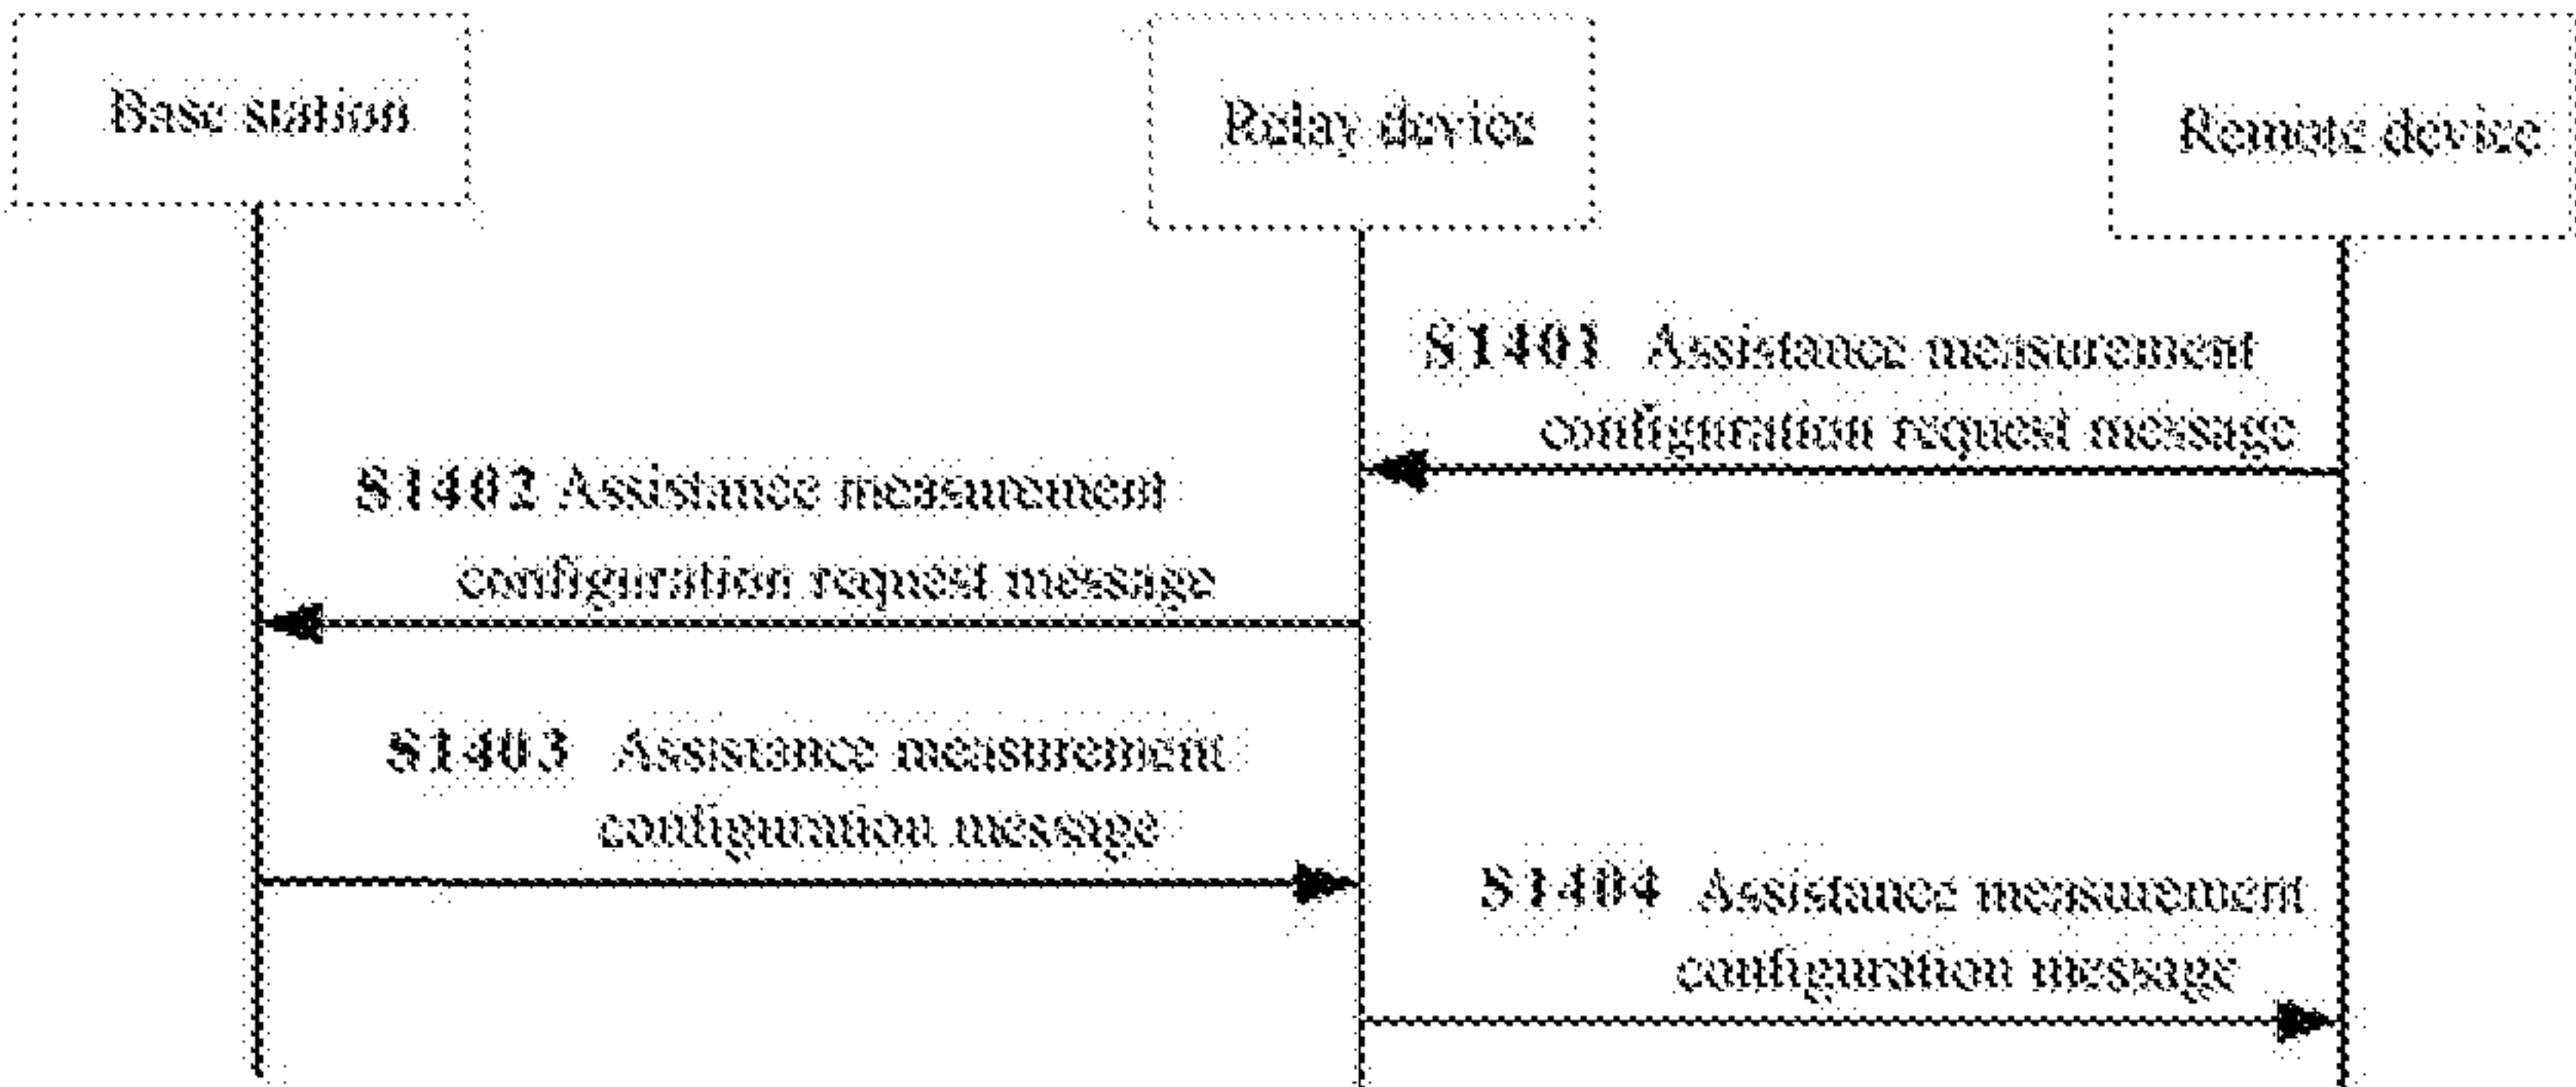 Base station
Relay device
Remote device
S1401 Assistance measurement
configuration request message
S1402 Assistance measurement
configuration request message
S1403 Assistance measurement
configuration message
S1404 Assistance measurement
configuration message